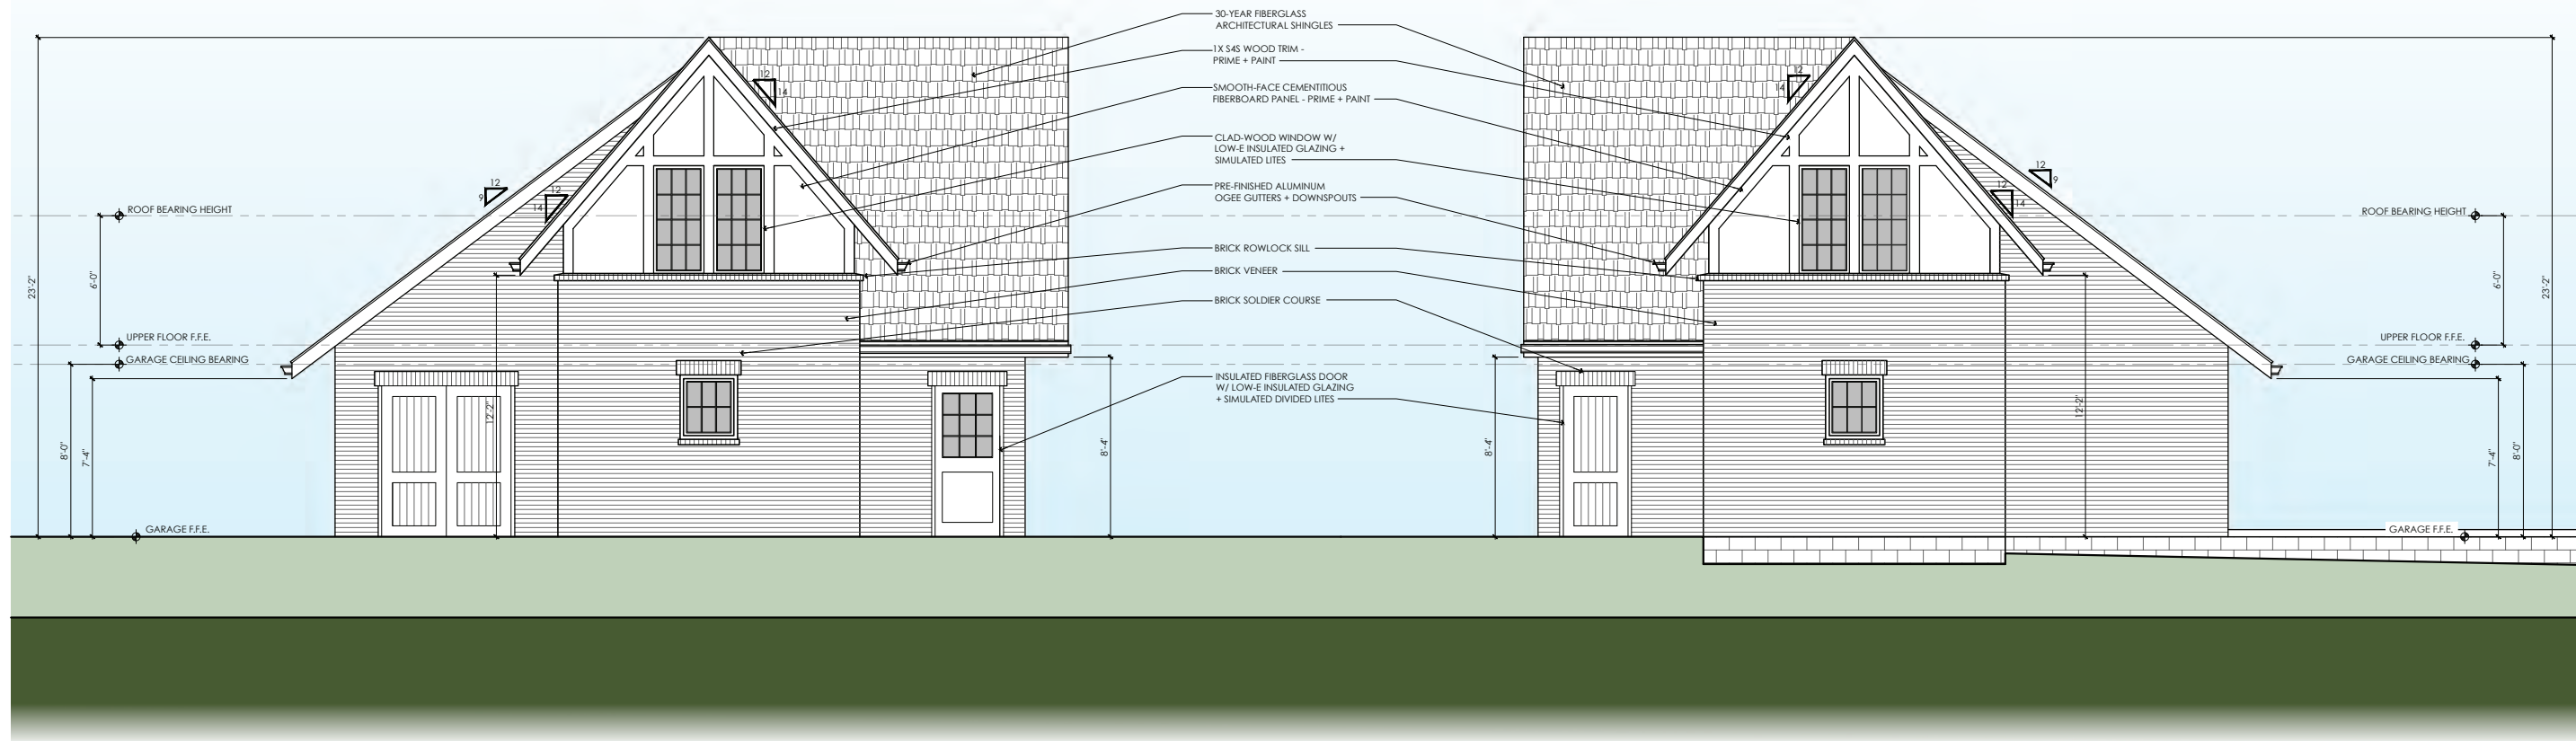 30-YEAR FIBERGLASS
ARCHITECTURAL SHINGLES
1X S4S WOOD TRIM -
PRIME + PAINT
SMOOTH-FACE CEMENTITIOUS
FIBERBOARD PANEL - PRIME + PAINT
CLAD-WOOD WINDOW W/
LOW-E INSULATED GLAZING +
SIMULATED LITES
PRE-FINISHED ALUMINUM
OGEE GUTTERS + DOWNSPOUTS
BRICK ROWLOCK SILL
BRICK VENEER
BRICK SOLDIER COURSE
INSULATED FIBERGLASS DOOR
W/ LOW-E INSULATED GLAZING
+ SIMULATED DIVIDED LITES
12
14
12
9
12
14
ROOF BEARING HEIGHT
23'-2"
6'-0"
UPPER FLOOR F.F.E.
GARAGE CEILING BEARING
12'-2"
8'-0"
7'-4"
8'-4"
GARAGE F.F.E.
12
14
12
9
12
14
ROOF BEARING HEIGHT
6'-0"
23'-2"
UPPER FLOOR F.F.E.
GARAGE CEILING BEARING
12'-2"
8'-4"
7'-4"
8'-0"
GARAGE F.F.E.